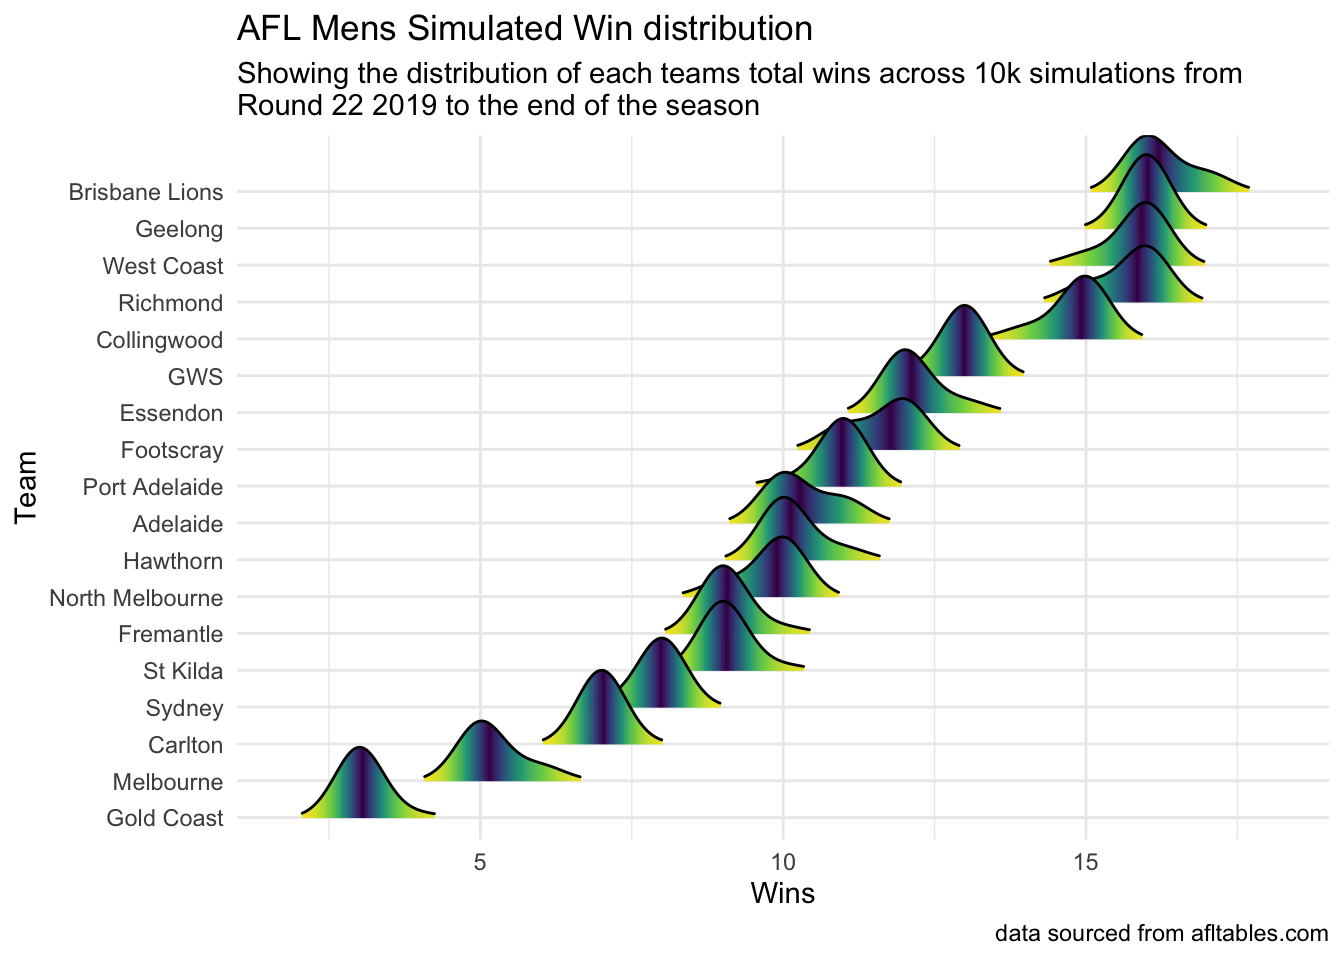 AFL Mens Simulated Win distribution
Showing the distribution of each teams total wins across 10k simulations from
Round 22 2019 to the end of the season
Team
Brisbane Lions
Geelong
West Coast
Richmond
Collingwood
GWS
Essendon
Footscray
Port Adelaide
Adelaide
Hawthorn
North Melbourne
Fremantle
St Kilda
Sydney
Carlton
Melbourne
Gold Coast
5 10 15
Wins
data sourced from afltables.com